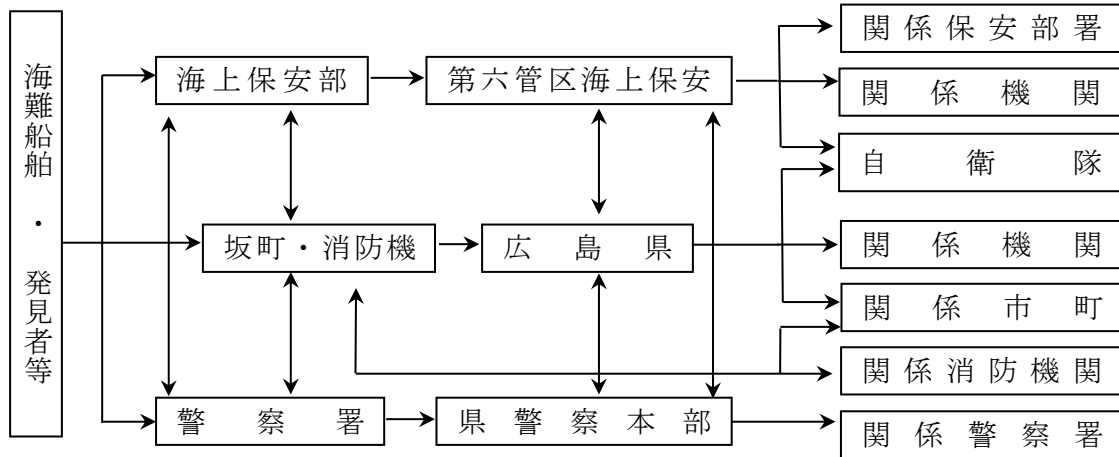 海難船舶・発見者等
海上保安部
第六管区海上保安
坂町・消防機
広島県
警察署
県警察本部
関係保安部署
関係機関
自衛隊
関係機関
関係市町
関係消防機関
関係警察署